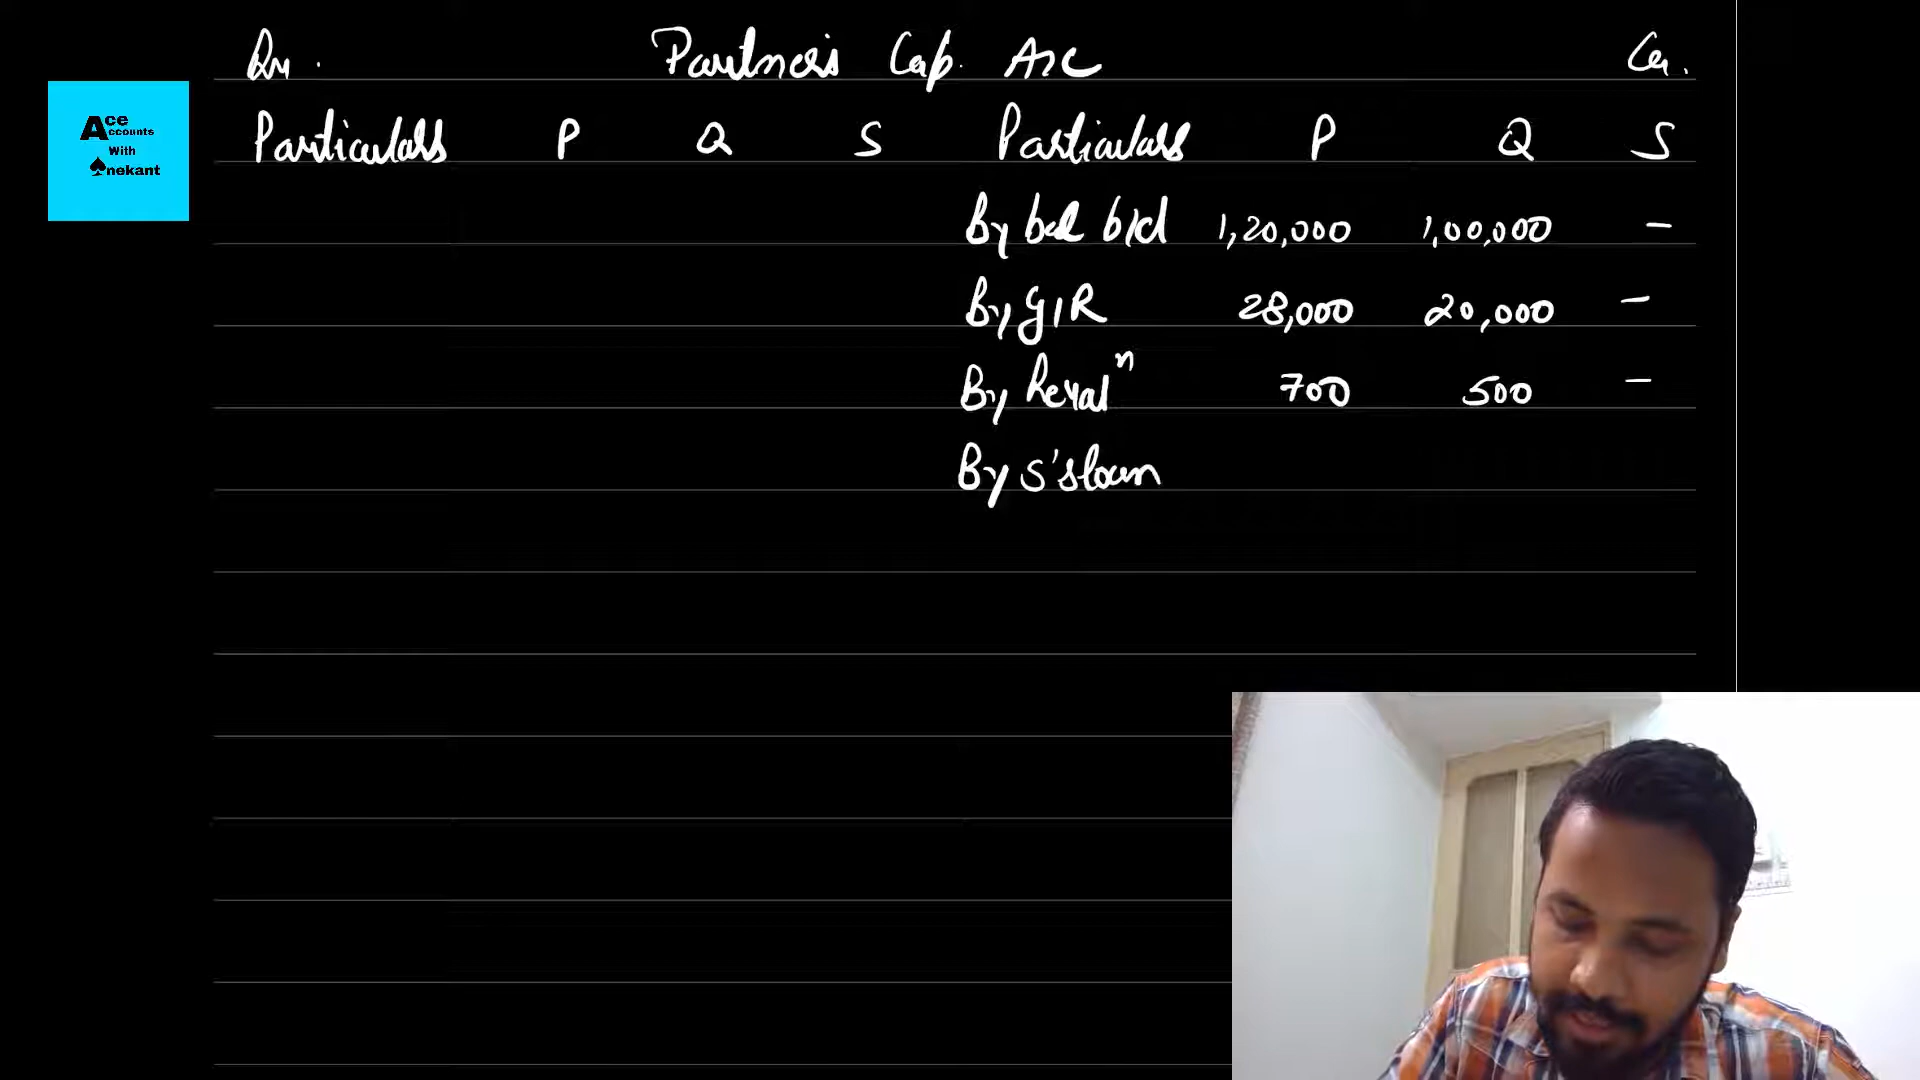 Dr. Partners Cap. A/c Cr.
Ace
Accounts
With
Anekant
Particulars P Q S Particulars P Q S
By bal b/d 1,20,000 1,00,000 -
By G/R 28,000 20,000 -
By Revalⁿ 700 500 -
By S's loan